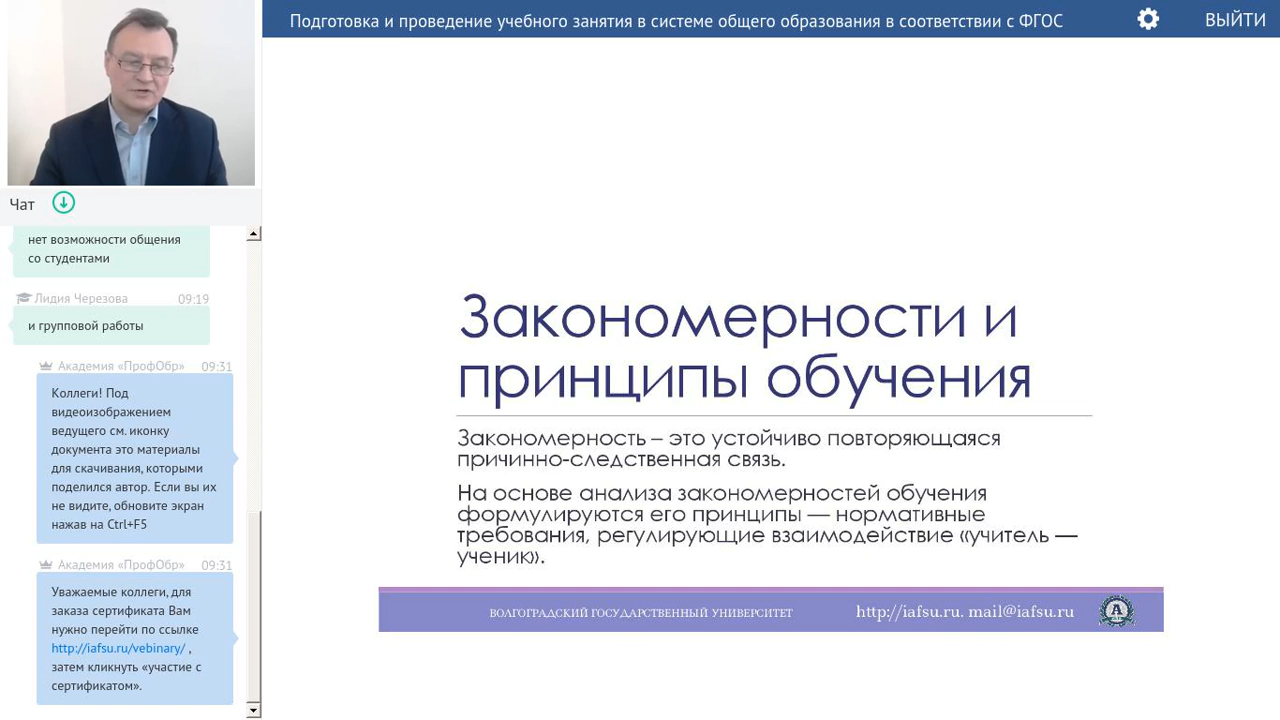 Подготовка и проведение учебного занятия в системе общего образования в соответствии с ФГОС
ВЫЙТИ
Чат
нет возможности общения
со студентами
Лидия Черезова 09:19
и групповой работы
Академия «ПрофОбр» 09:31
Коллеги! Под
видеоизображением
ведущего см. иконку
документа это материалы
для скачивания, которыми
поделился автор. Если вы их
не видите, обновите экран
нажав на Ctrl+F5
Академия «ПрофОбр» 09:31
Уважаемые коллеги, для
заказа сертификата Вам
нужно перейти по ссылке
http://iafsu.ru/vebinary/ ,
затем кликнуть «участие с
сертификатом».
Закономерности и
принципы обучения
Закономерность – это устойчиво повторяющаяся
причинно-следственная связь.
На основе анализа закономерностей обучения
формулируются его принципы — нормативные
требования, регулирующие взаимодействие «учитель —
ученик».
ВОЛГОГРАДСКИЙ ГОСУДАРСТВЕННЫЙ УНИВЕРСИТЕТ
http://iafsu.ru. mail@iafsu.ru